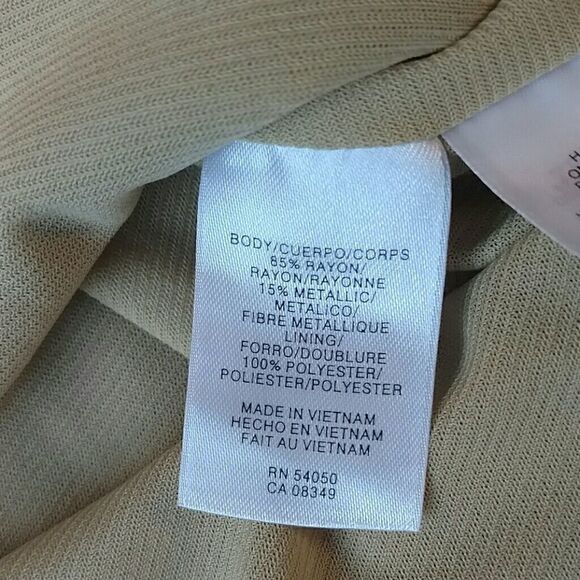 BODY/CUERPO/CORPS
85% RAYON/
RAYON/RAYONNE
15% METALLIC/
METALICO/
FIBRE METALLIQUE
LINING/
FORRO/DOUBLURE
100% POLYESTER/
POLIESTER/POLYESTER
MADE IN VIETNAM
HECHO EN VIETNAM
FAIT AU VIETNAM
RN 54050
CA 08349